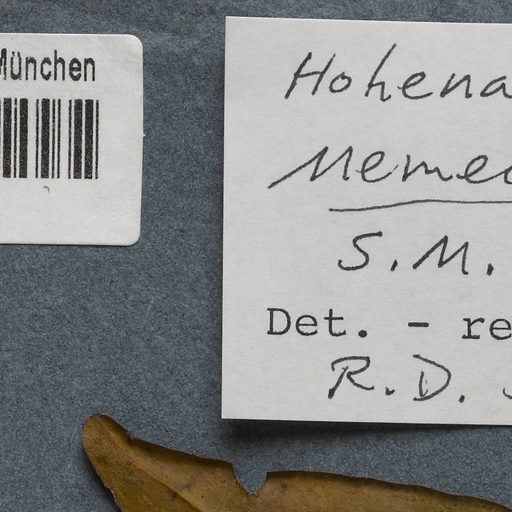 München
Hohena
Memec
S.M.
Det. - re
R.D.